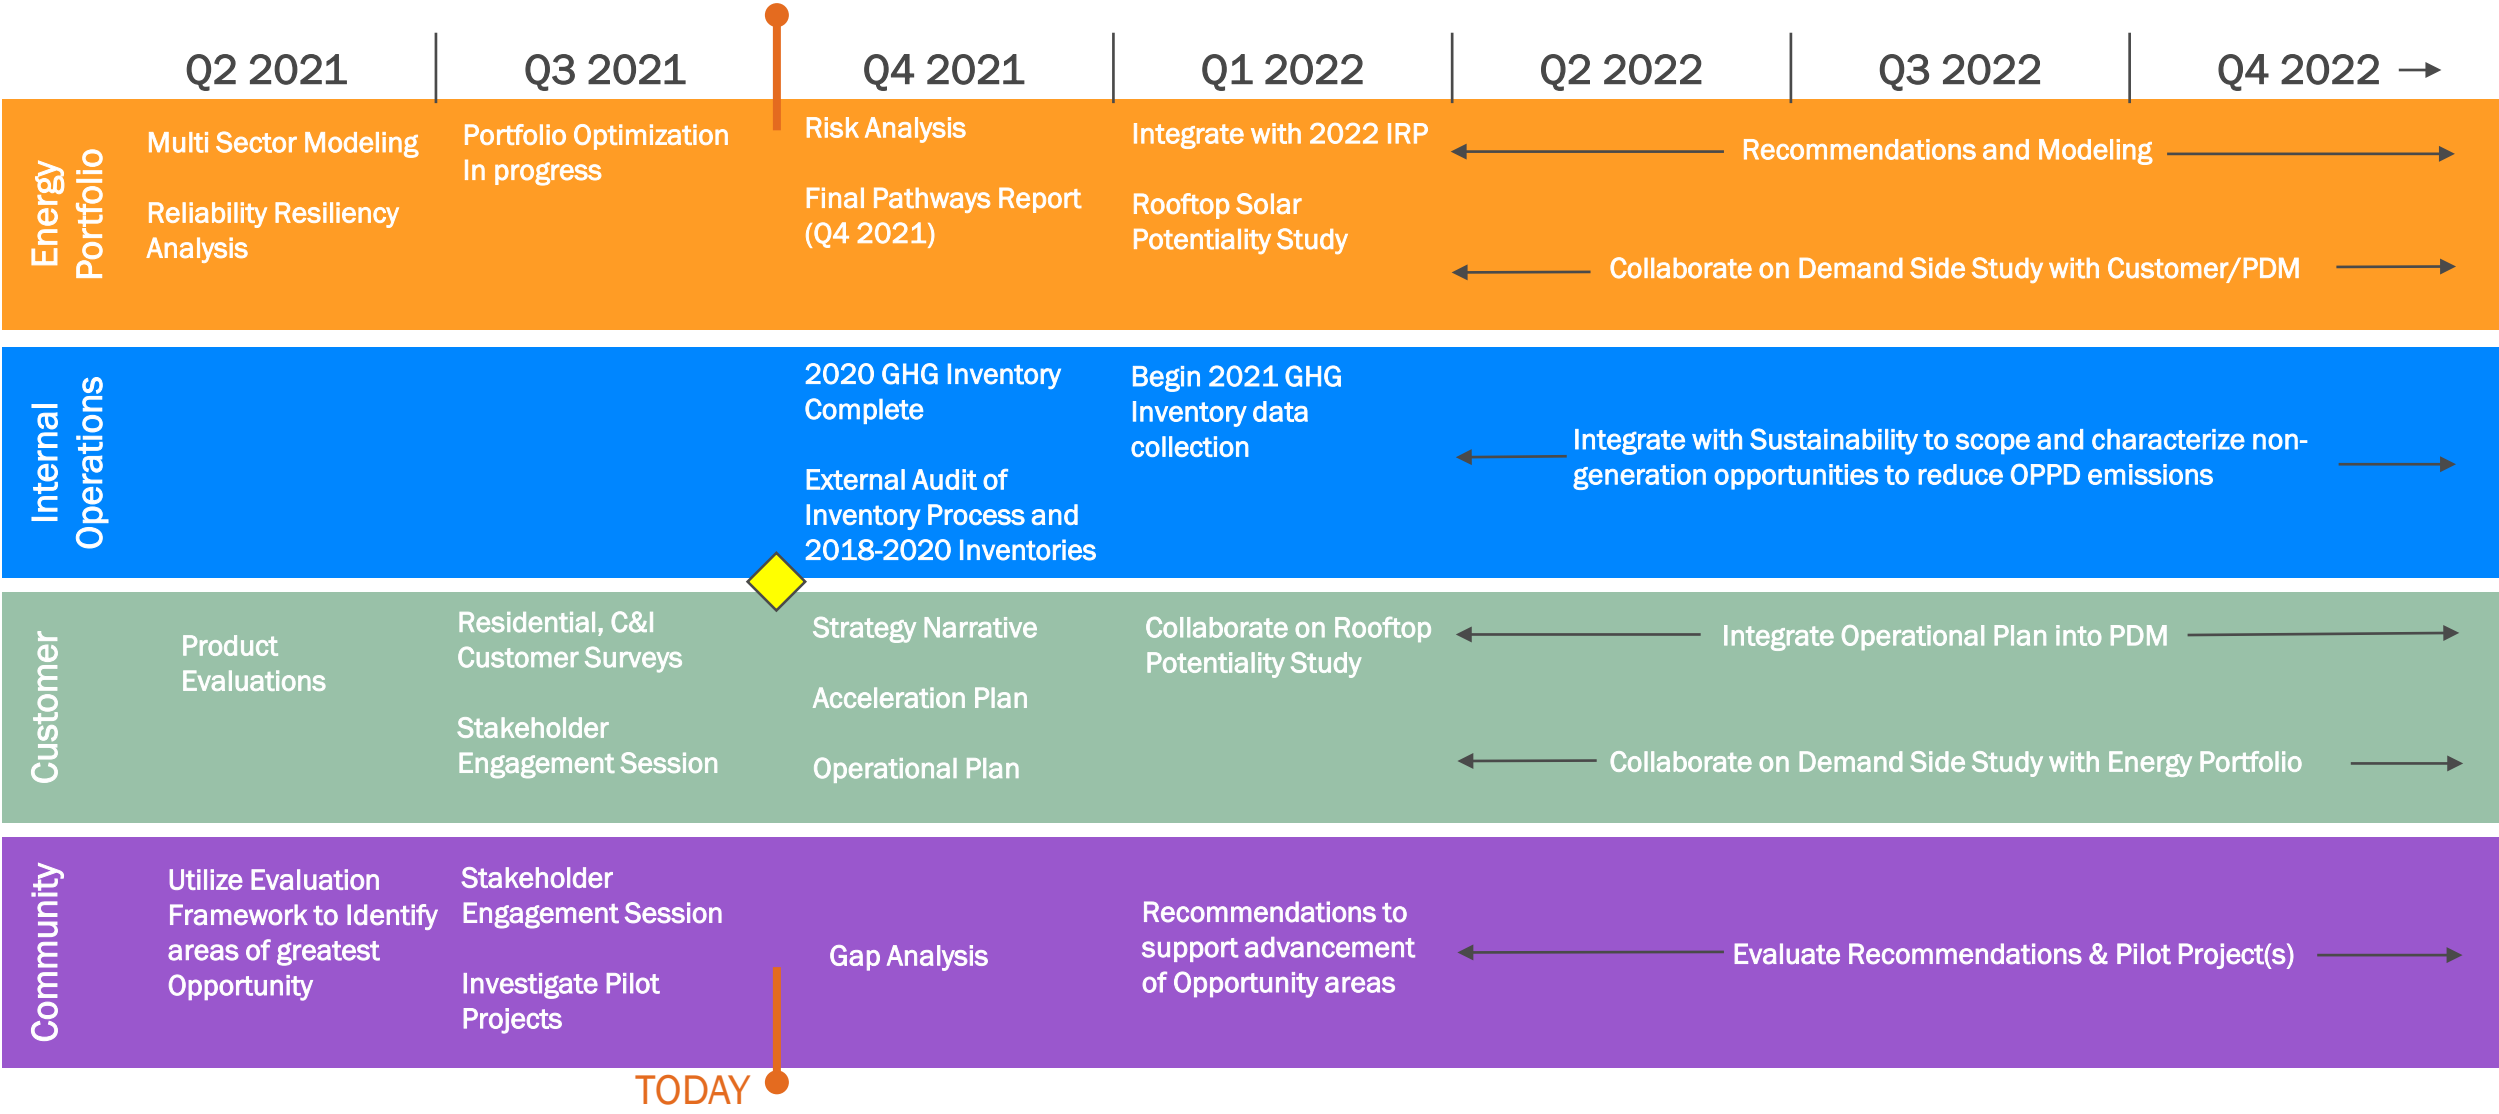 Q2 2021
Q3 2021
Q4 2021
Q1 2022
Q2 2022
Q3 2022
Q4 2022
Energy
Portfolio
Multi Sector Modeling
Reliability Resiliency
Analysis
Portfolio Optimization
In progress
Risk Analysis
Final Pathways Report
(Q4 2021)
Integrate with 2022 IRP
Rooftop Solar
Potentiality Study
Recommendations and Modeling
Collaborate on Demand Side Study with Customer/PDM
Internal
Operations
2020 GHG Inventory
Complete
External Audit of
Inventory Process and
2018-2020 Inventories
Begin 2021 GHG
Inventory data
collection
Integrate with Sustainability to scope and characterize non-
generation opportunities to reduce OPPD emissions
Customer
Product
Evaluations
Residential, C&I
Customer Surveys
Stakeholder
Engagement Session
Strategy Narrative
Acceleration Plan
Operational Plan
Collaborate on Rooftop
Potentiality Study
Integrate Operational Plan into PDM
Collaborate on Demand Side Study with Energy Portfolio
Community
Utilize Evaluation
Framework to Identify
areas of greatest
Opportunity
Stakeholder
Engagement Session
Investigate Pilot
Projects
Gap Analysis
Recommendations to
support advancement
of Opportunity areas
Evaluate Recommendations & Pilot Project(s)
TODAY